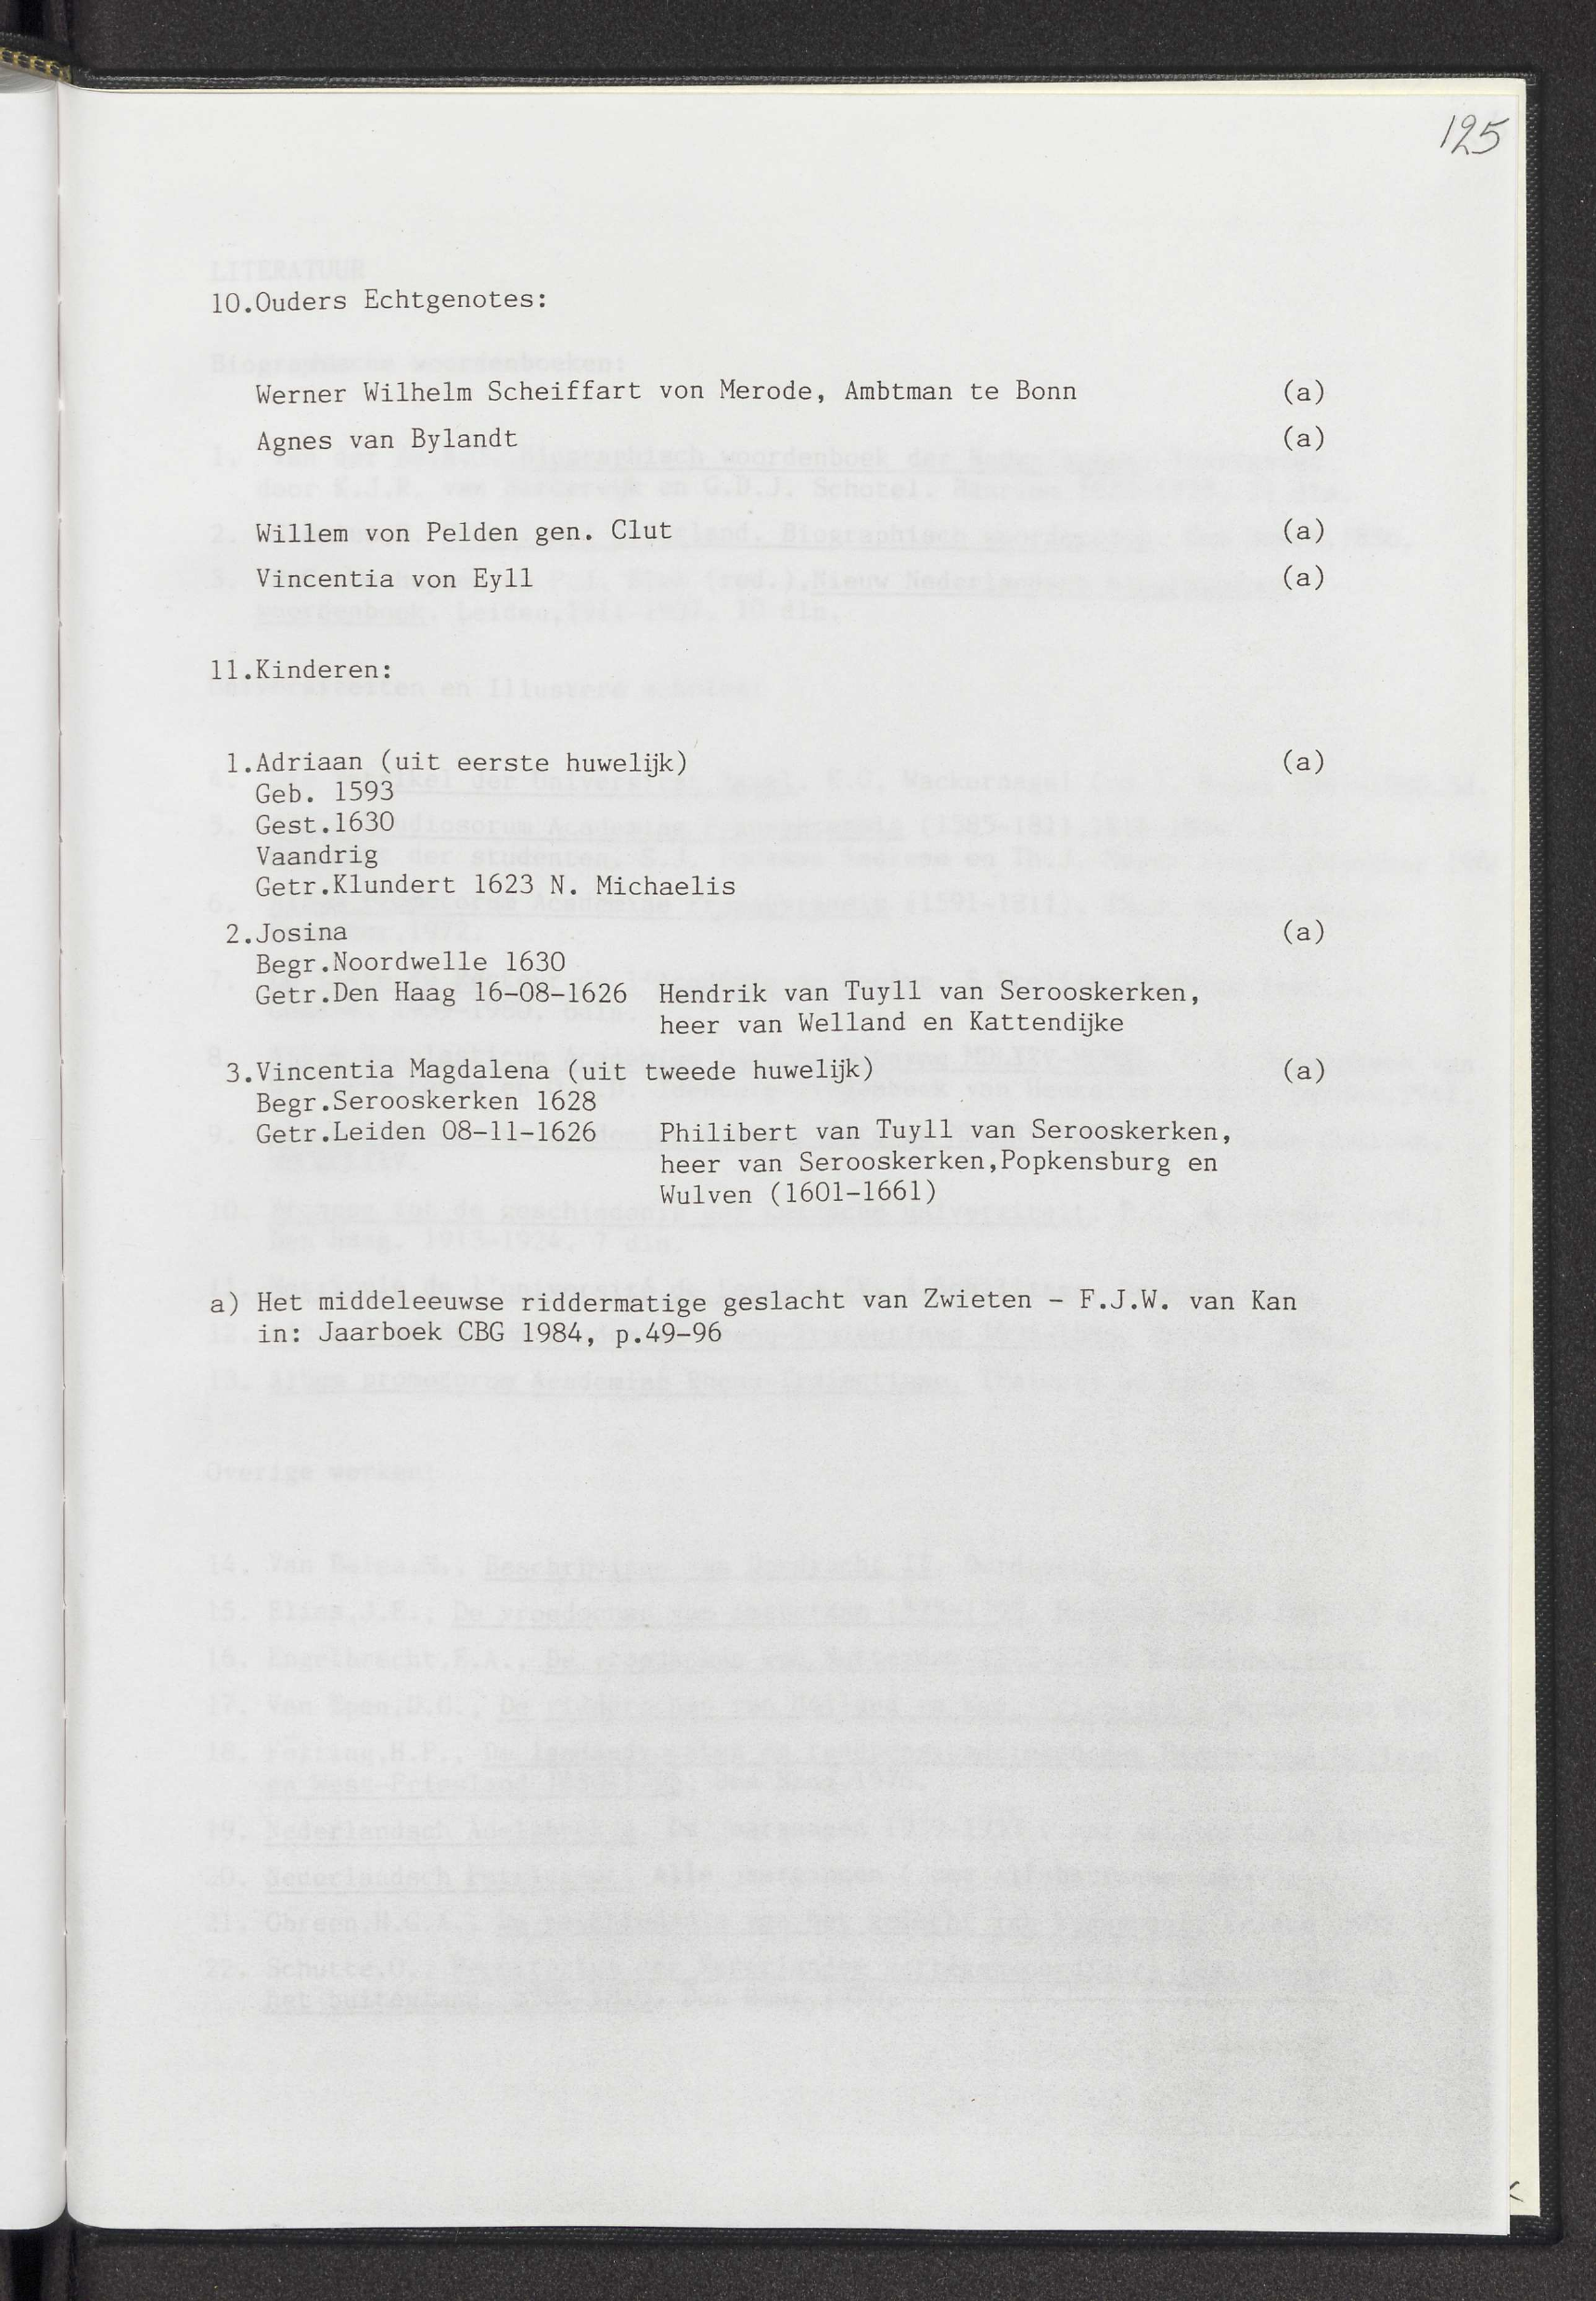 125
10.Ouders Echtgenotes:
Werner Wilhelm Scheiffart von Merode, Ambtman te Bonn (a)
Agnes van Bylandt (a)
Willem von Pelden gen. Clut (a)
Vincentia von Eyll (a)
11.Kinderen:
1.Adriaan (uit eerste huwelijk) (a)
Geb. 1593
Gest.1630
Vaandrig
Getr.Klundert 1623 N. Michaelis
2.Josina (a)
Begr.Noordwelle 1630
Getr.Den Haag 16-08-1626 Hendrik van Tuyll van Serooskerken,
heer van Welland en Kattendijke
3.Vincentia Magdalena (uit tweede huwelijk) (a)
Begr.Serooskerken 1628
Getr.Leiden 08-11-1626 Philibert van Tuyll van Serooskerken,
heer van Serooskerken,Popkensburg en
Wulven (1601-1661)
a) Het middeleeuwse riddermatige geslacht van Zwieten - F.J.W. van Kan
in: Jaarboek CBG 1984, p.49-96